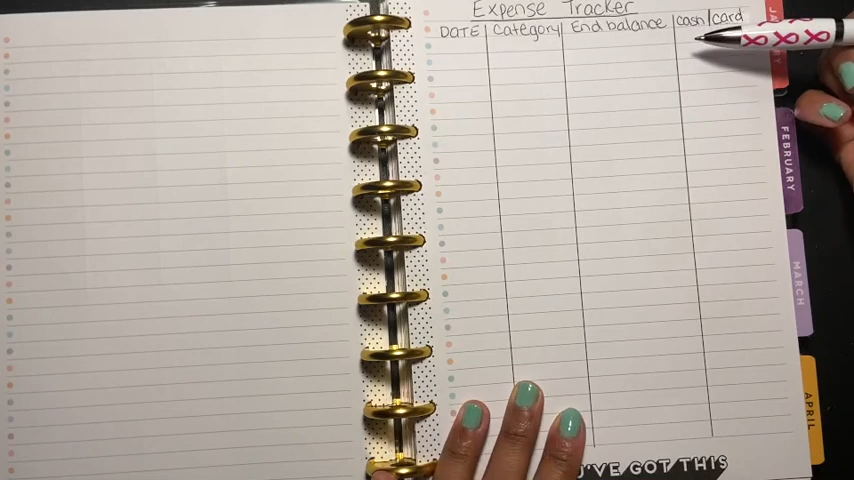 Expense Tracker
DATE Category End balance cash/card
FEBRUARY
MARCH
APRIL
U'VE GOT THIS